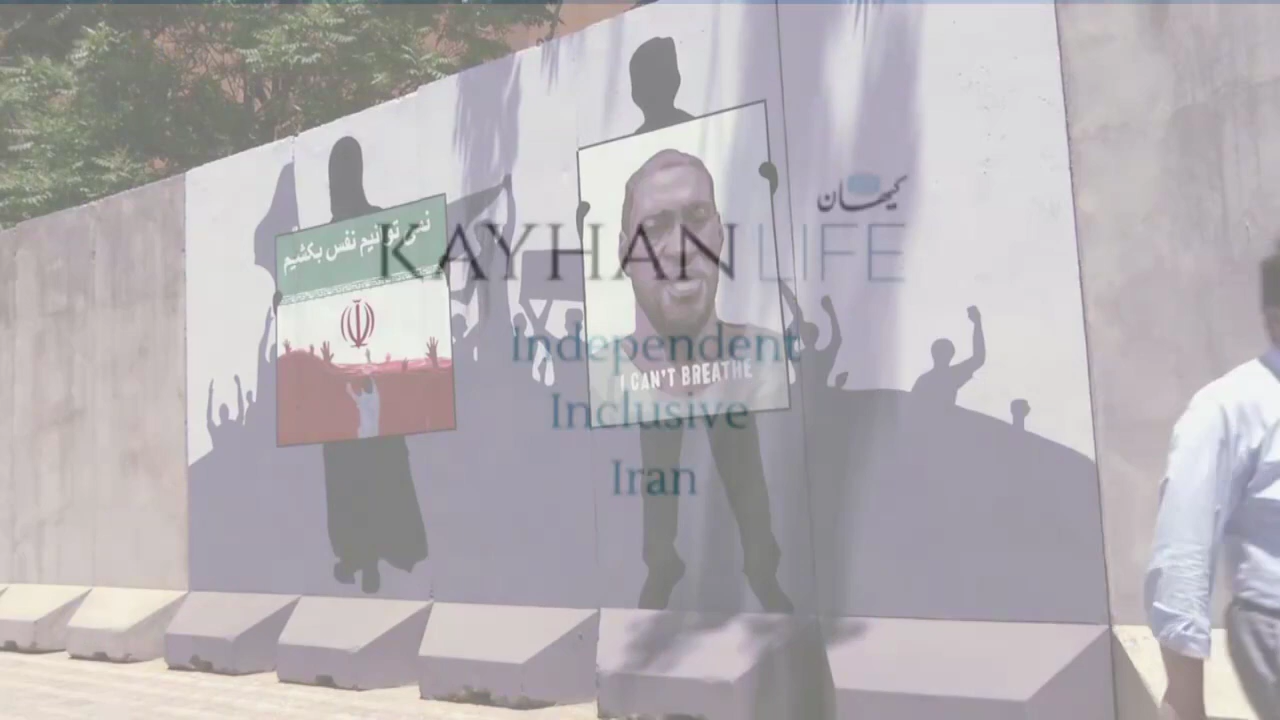 نمی توانیم نفس بکشیم
کیهان
KAYHAN LIFE
Independent
I CAN'T BREATHE
Inclusive
Iran